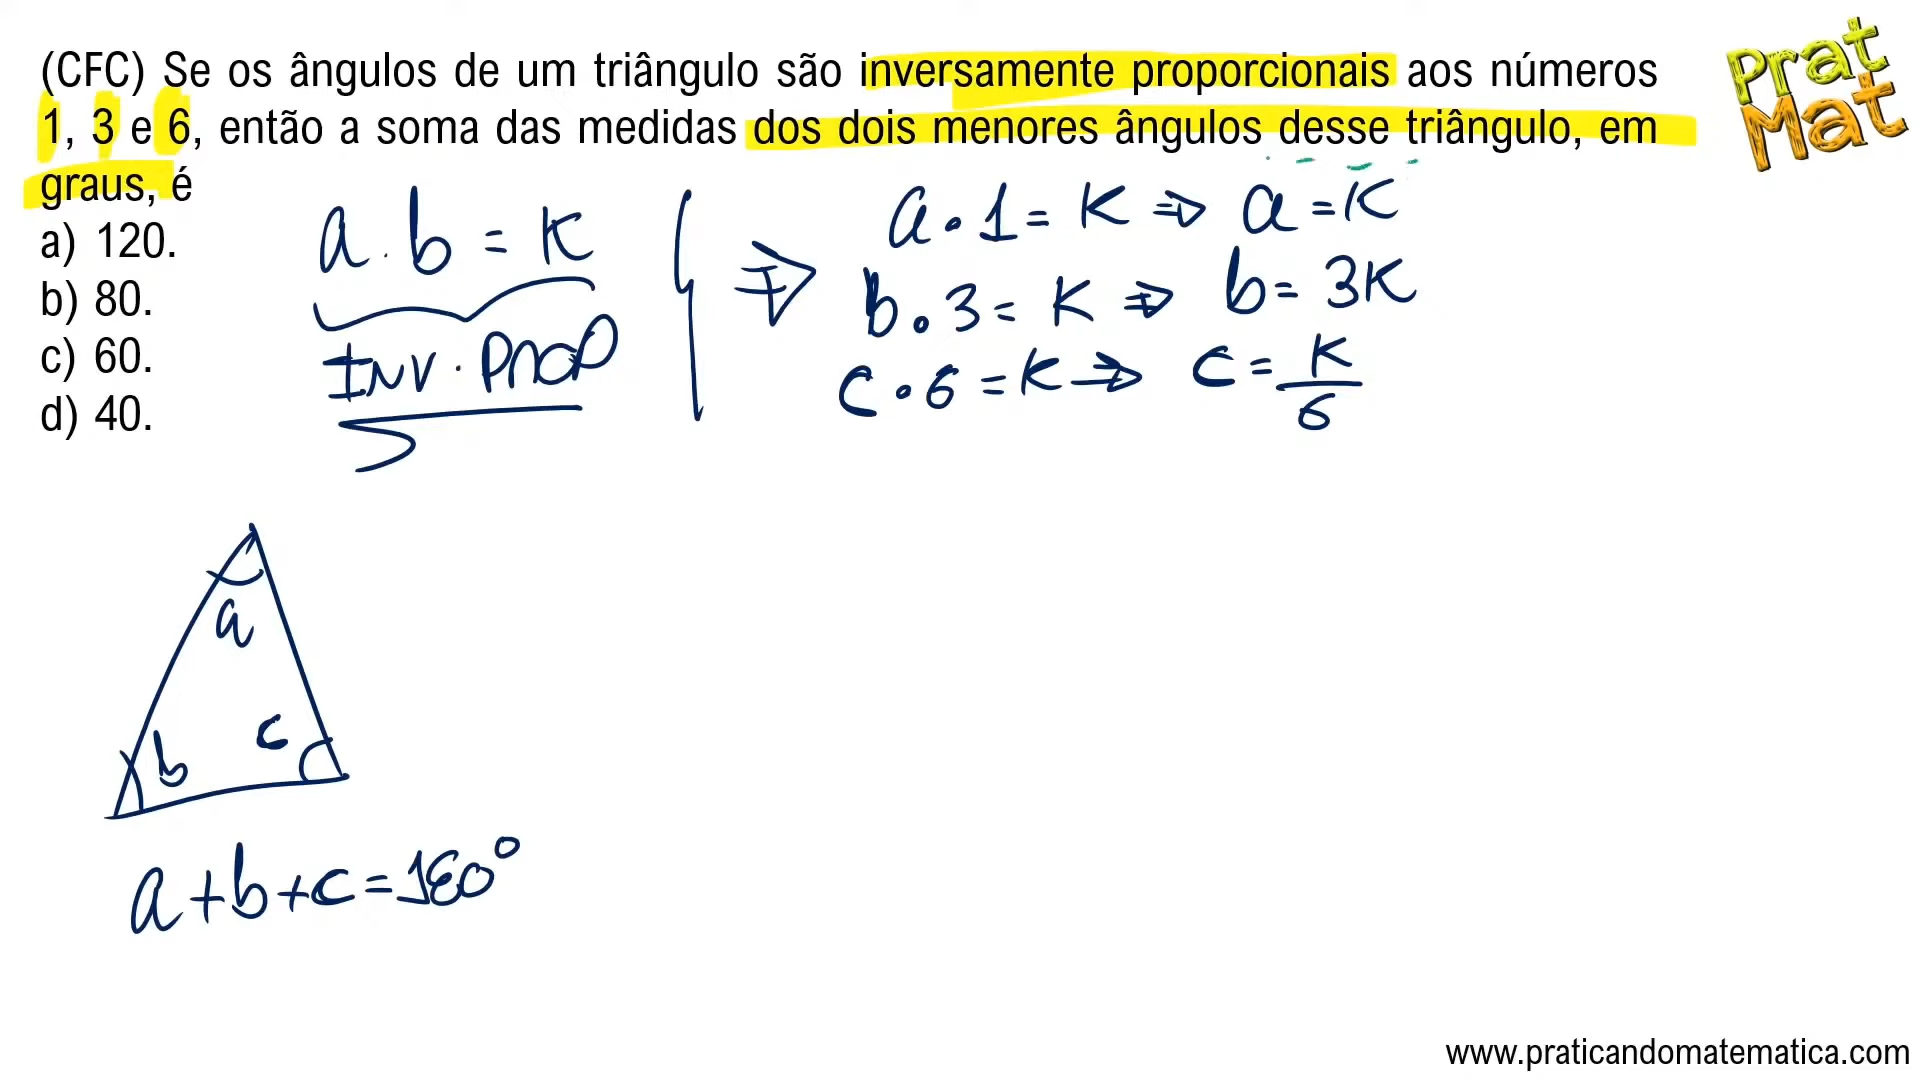 (CFC) Se os ângulos de um triângulo são inversamente proporcionais aos números
1, 3 e 6, então a soma das medidas dos dois menores ângulos desse triângulo, em
graus, é
a) 120.
b) 80.
c) 60.
d) 40.
Prat
Mat
a . b = K
INV. PROP
a • 1 = K ⇒ a = K
b • 3 = K ⇒ b = 3K
c • 6 = K ⇒ c = K/6
a
b
c
a + b + c = 180°
www.praticandomatematica.com